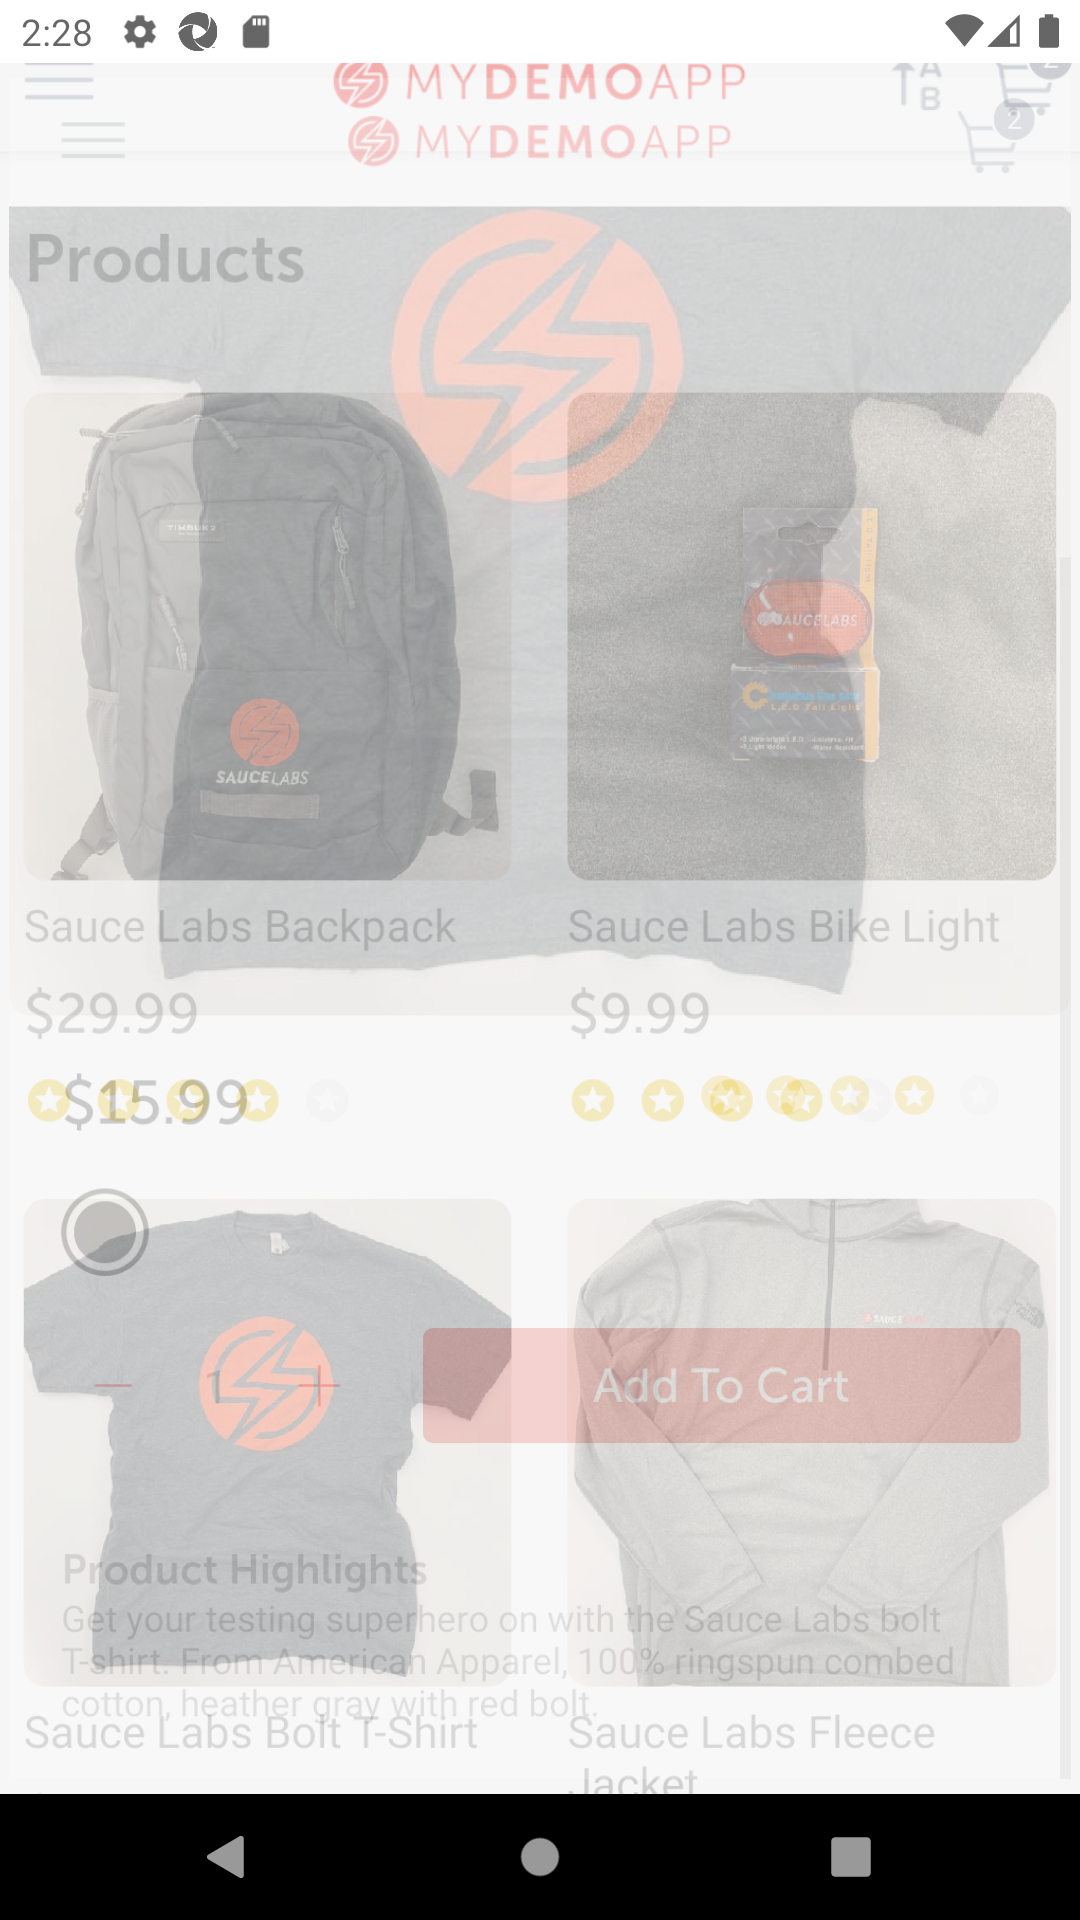 2:28
MYDEMOAPP
A
B
2
MYDEMOAPP
2
Products
TIMBUK2
SAUCELABS
SAUCELABS
L.E.D Tail Light
Sauce Labs Backpack
Sauce Labs Bike Light
$29.99
$9.99
$15.99
SAUCE
1
Add To Cart
Product Highlights
Get your testing superhero on with the Sauce Labs bolt
T-shirt. From American Apparel, 100% ringspun combed
cotton, heather gray with red bolt.
Sauce Labs Bolt T-Shirt
Sauce Labs Fleece
Jacket